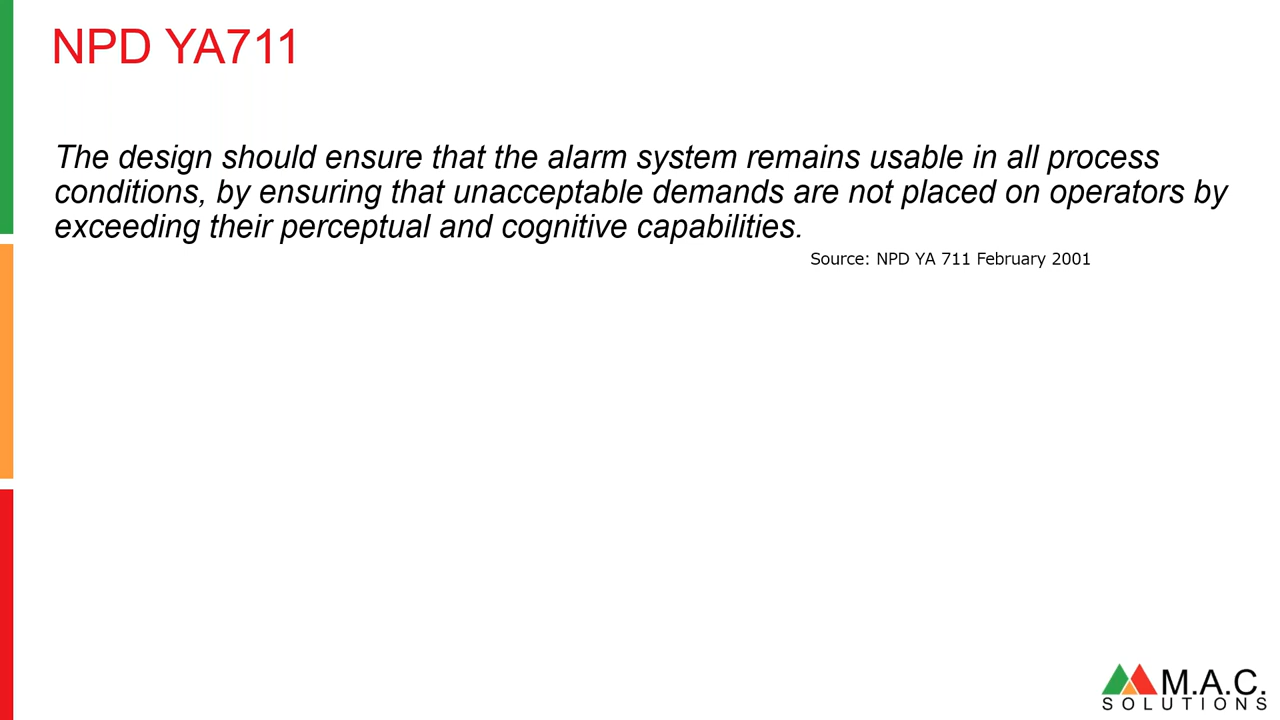 NPD YA711
The design should ensure that the alarm system remains usable in all process
conditions, by ensuring that unacceptable demands are not placed on operators by
exceeding their perceptual and cognitive capabilities.
Source: NPD YA 711 February 2001
M.A.C.
SOLUTIONS